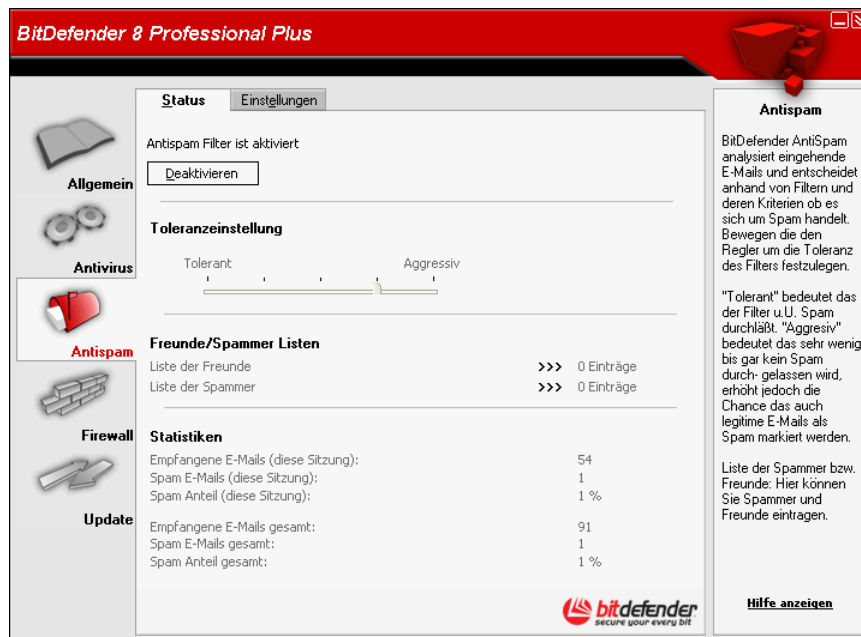 BitDefender 8 Professional Plus
Allgemein
Antivirus
Antispam
Firewall
Update
Status
Einstellungen
Antispam Filter ist aktiviert
Deaktivieren
Toleranzeinstellung
Tolerant Aggressiv
Freunde/Spammer Listen
Liste der Freunde >>> 0 Einträge
Liste der Spammer >>> 0 Einträge
Statistiken
Empfangene E-Mails (diese Sitzung): 54
Spam E-Mails (diese Sitzung): 1
Spam Anteil (diese Sitzung): 1 %
Empfangene E-Mails gesamt: 91
Spam E-Mails gesamt: 1
Spam Anteil gesamt: 1 %
bitdefender
secure your every bit
Antispam
BitDefender AntiSpam
analysiert eingehende
E-Mails und entscheidet
anhand von Filtern und
deren Kriterien ob es
sich um Spam handelt.
Bewegen die den
Regler um die Toleranz
des Filters festzulegen.
"Tolerant" bedeutet das
der Filter u.U. Spam
durchläßt. "Aggresiv"
bedeutet das sehr wenig
bis gar kein Spam
durch- gelassen wird,
erhöht jedoch die
Chance das auch
legitime E-Mails als
Spam markiert werden.
Liste der Spammer bzw.
Freunde: Hier können
Sie Spammer und
Freunde eintragen.
Hilfe anzeigen